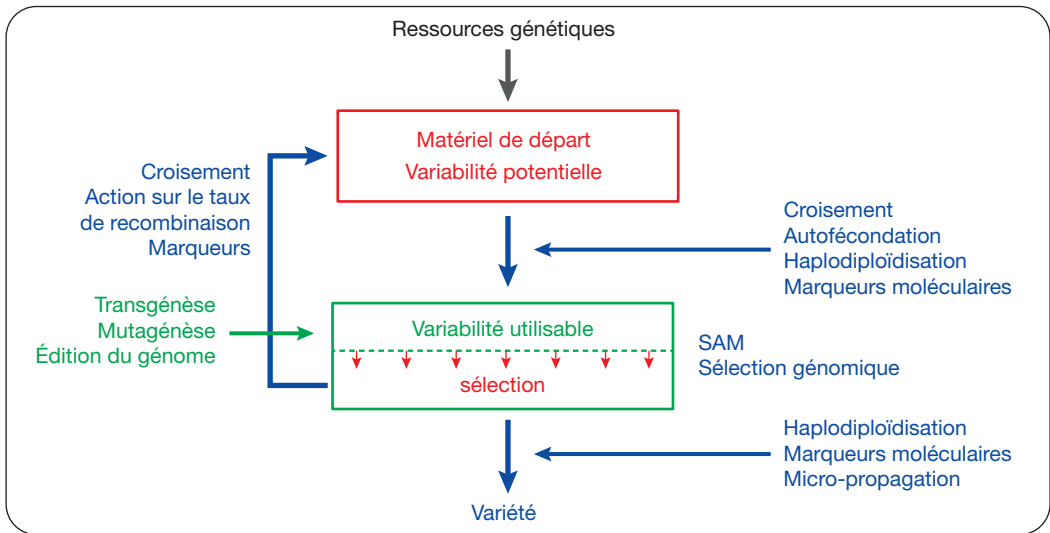 Ressources génétiques
Matériel de départ
Variabilité potentielle
Croisement
Action sur le taux
de recombinaison
Marqueurs
Croisement
Autofécondation
Haplodiploïdisation
Marqueurs moléculaires
Transgénèse
Mutagénèse
Édition du génome
Variabilité utilisable
sélection
SAM
Sélection génomique
Haplodiploïdisation
Marqueurs moléculaires
Micro-propagation
Variété